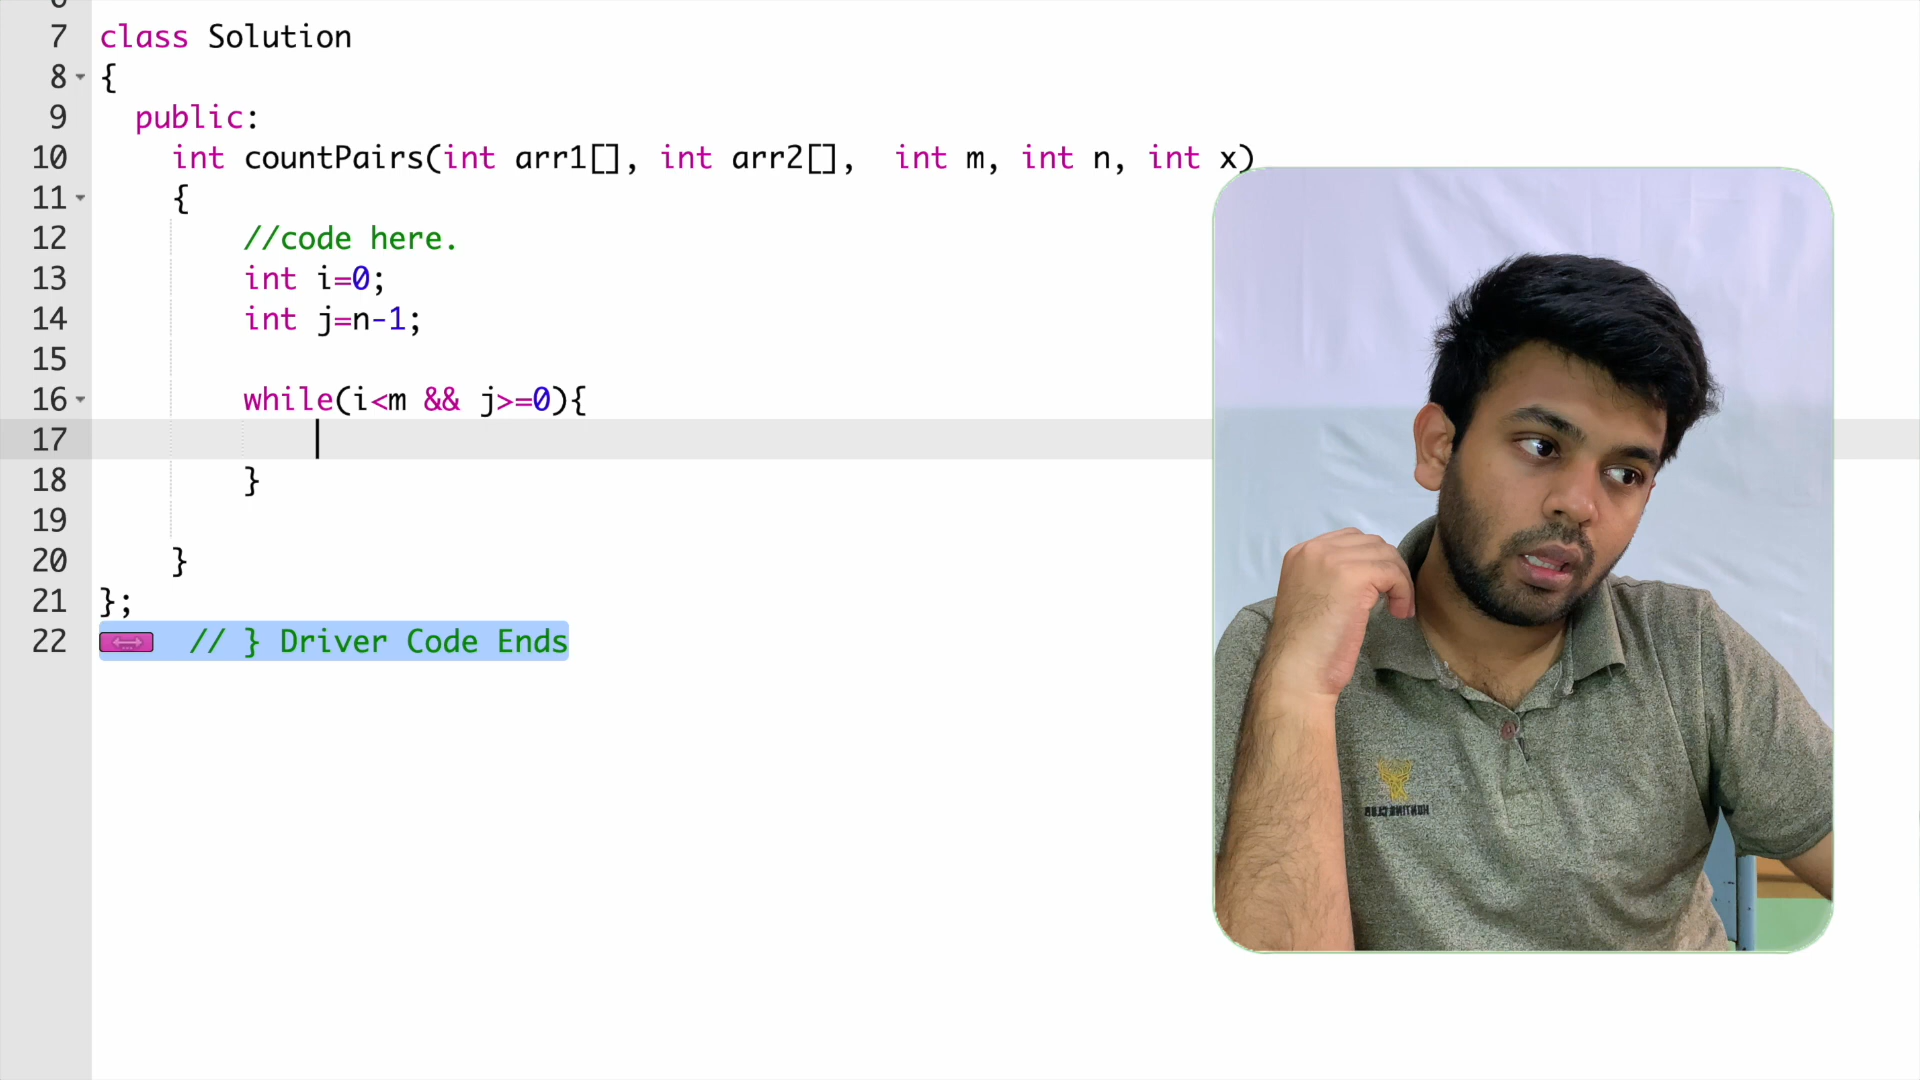 7 class Solution
8 {
9 public:
10 int countPairs(int arr1[], int arr2[], int m, int n, int x)
11 {
12 //code here.
13 int i=0;
14 int j=n-1;
15
16 while(i<m && j>=0){
17
18 }
19
20 }
21 };
22 // } Driver Code Ends
HUNTING CLUB